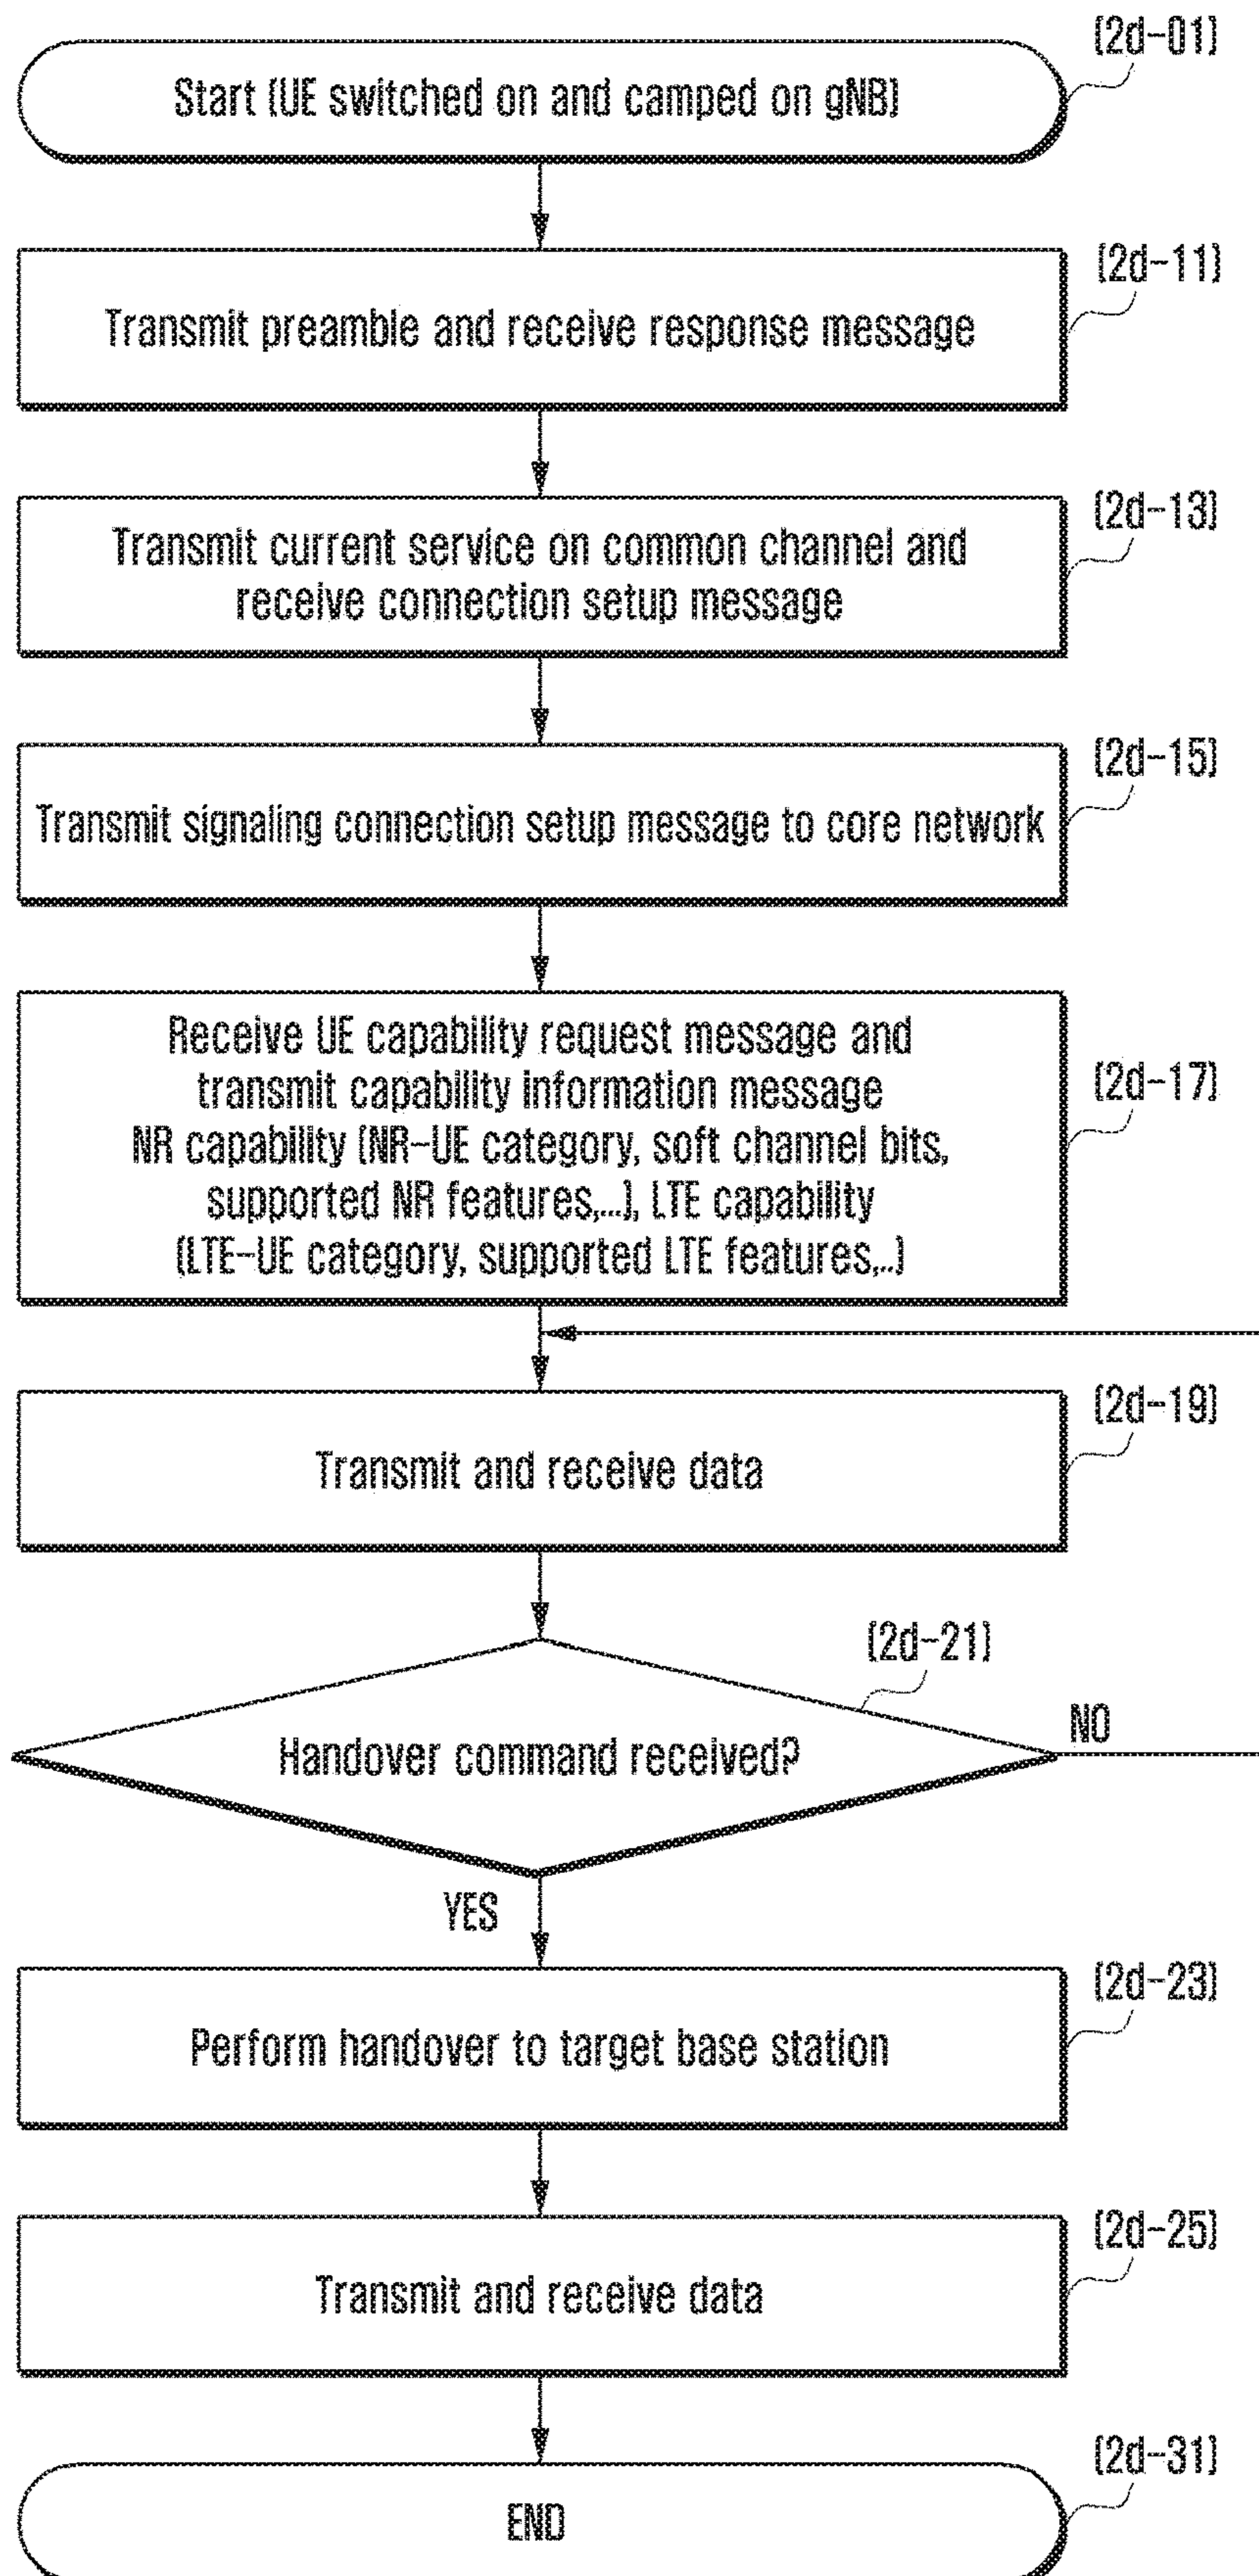 (2d-01)
Start (UE switched on and camped on gNB)
(2d-11)
Transmit preamble and receive response message
(2d-13)
Transmit current service on common channel and
receive connection setup message
(2d-15)
Transmit signaling connection setup message to core network
(2d-17)
Receive UE capability request message and
transmit capability information message
NR capability (NR-UE category, soft channel bits,
supported NR features,...), LTE capability
(LTE-UE category, supported LTE features,..)
(2d-19)
Transmit and receive data
(2d-21)
Handover command received?
NO
YES
(2d-23)
Perform handover to target base station
(2d-25)
Transmit and receive data
(2d-31)
END